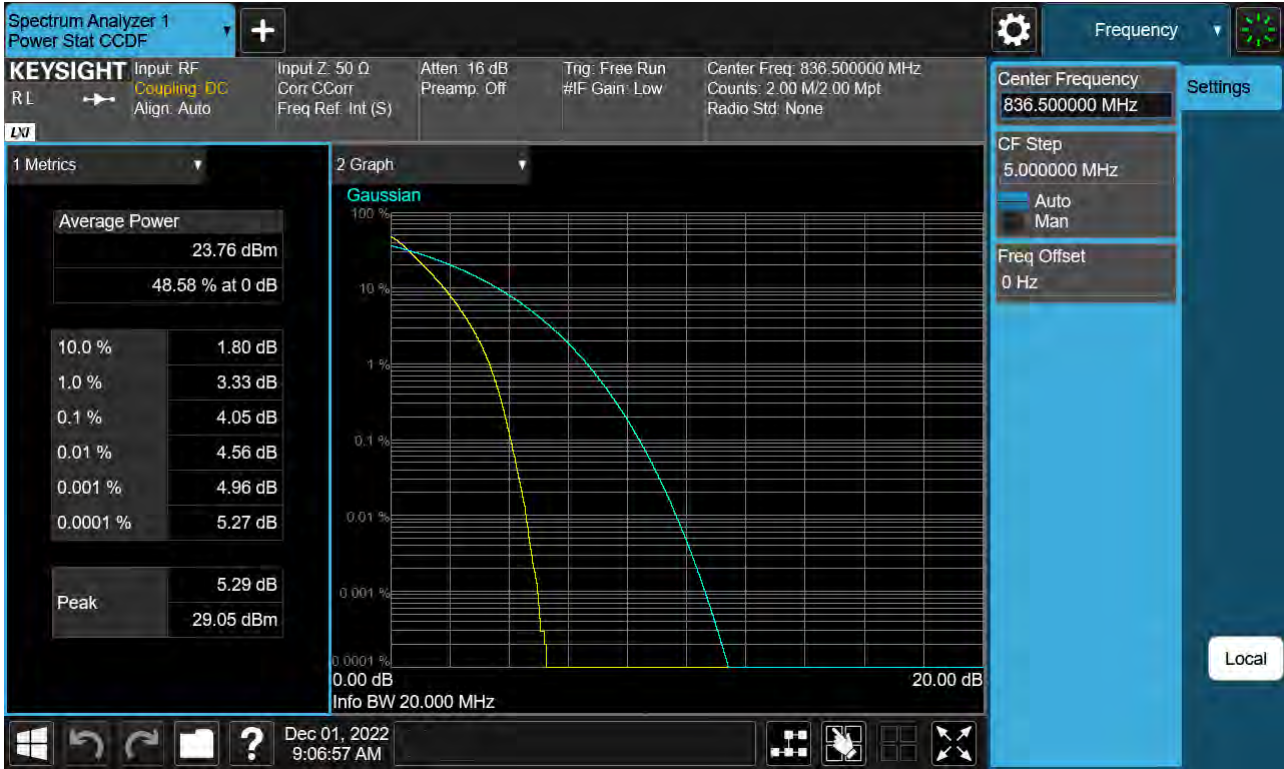 Spectrum Analyzer 1
Power Stat CCDF
+
Frequency
KEYSIGHT
R L
LXI
Input: RF
Coupling: DC
Align: Auto
Input Z: 50 Ω
Corr CCorr
Freq Ref: Int (S)
Atten: 16 dB
Preamp: Off
Trig: Free Run
#IF Gain: Low
Center Freq: 836.500000 MHz
Counts: 2.00 M/2.00 Mpt
Radio Std: None
Center Frequency
836.500000 MHz
Settings
CF Step
5.000000 MHz
Auto
Man
Freq Offset
0 Hz
Local
1 Metrics
Average Power
23.76 dBm
48.58 % at 0 dB
10.0 % 1.80 dB
1.0 % 3.33 dB
0.1 % 4.05 dB
0.01 % 4.56 dB
0.001 % 4.96 dB
0.0001 % 5.27 dB
Peak
5.29 dB
29.05 dBm
2 Graph
Gaussian
100 %
10 %
1 %
0.1 %
0.01 %
0.001 %
0.0001 %
0.00 dB 20.00 dB
Info BW 20.000 MHz
?
Dec 01, 2022
9:06:57 AM